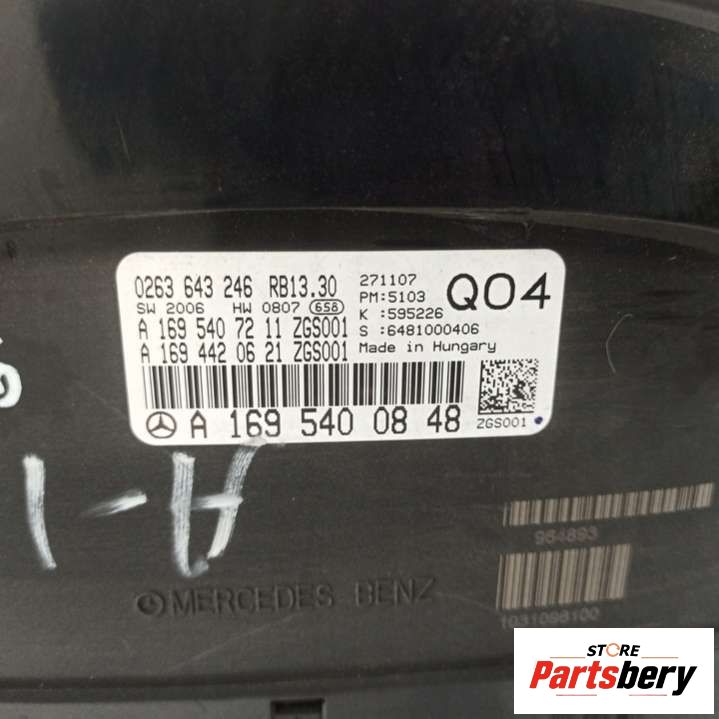 0263 643 246 RB13.30
SW 2006 HW 0807 658
A 169 540 72 11 ZGS001
A 169 442 06 21 ZGS001
271107
PM:5103
K :595226
S :6481000406
Made in Hungary
Q04
A 169 540 08 48
ZGS001
A-1
964893
1031098100
MERCEDES BENZ
STORE
Partsbery